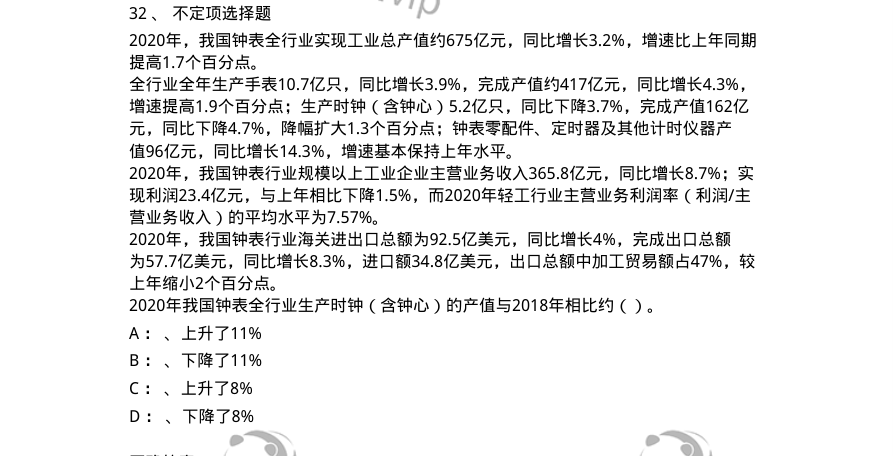 32 、 不定项选择题
2020年，我国钟表全行业实现工业总产值约675亿元，同比增长3.2%，增速比上年同期
提高1.7个百分点。
全行业全年生产手表10.7亿只，同比增长3.9%，完成产值约417亿元，同比增长4.3%，
增速提高1.9个百分点；生产时钟（含钟心）5.2亿只，同比下降3.7%，完成产值162亿
元，同比下降4.7%，降幅扩大1.3个百分点；钟表零配件、定时器及其他计时仪器产
值96亿元，同比增长14.3%，增速基本保持上年水平。
2020年，我国钟表行业规模以上工业企业主营业务收入365.8亿元，同比增长8.7%；实
现利润23.4亿元，与上年相比下降1.5%，而2020年轻工行业主营业务利润率（利润/主
营业务收入）的平均水平为7.57%。
2020年，我国钟表行业海关进出口总额为92.5亿美元，同比增长4%，完成出口总额
为57.7亿美元，同比增长8.3%，进口额34.8亿美元，出口总额中加工贸易额占47%，较
上年缩小2个百分点。
2020年我国钟表全行业生产时钟（含钟心）的产值与2018年相比约（ ）。
A： 、上升了11%
B： 、下降了11%
C： 、上升了8%
D： 、下降了8%